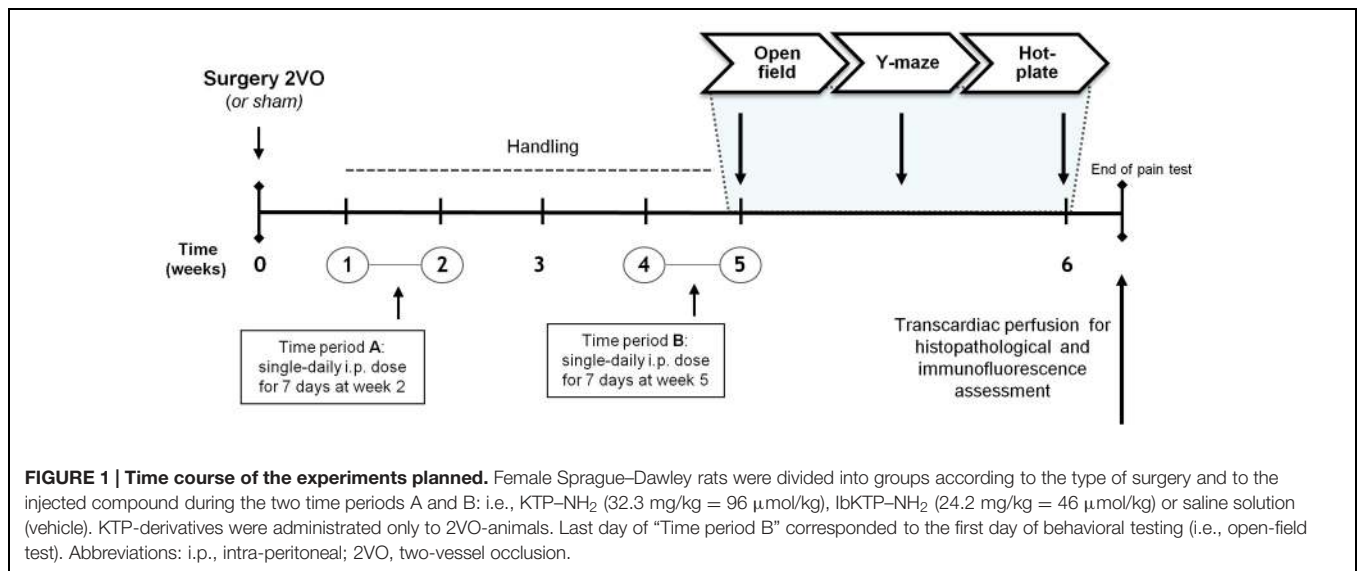 Open
field
Y-maze
Hot-
plate
Surgery 2VO
(or sham)
Handling
End of pain test
Time
(weeks)
0
1
2
3
4
5
6
Time period A:
single-daily i.p. dose
for 7 days at week 2
Time period B:
single-daily i.p. dose
for 7 days at week 5
Transcardiac perfusion for
histopathological and
immunofluorescence
assessment
FIGURE 1 | Time course of the experiments planned. Female Sprague–Dawley rats were divided into groups according to the type of surgery and to the
injected compound during the two time periods A and B: i.e., KTP–NH₂ (32.3 mg/kg = 96 μmol/kg), IbKTP–NH₂ (24.2 mg/kg = 46 μmol/kg) or saline solution
(vehicle). KTP-derivatives were administrated only to 2VO-animals. Last day of “Time period B” corresponded to the first day of behavioral testing (i.e., open-field
test). Abbreviations: i.p., intra-peritoneal; 2VO, two-vessel occlusion.